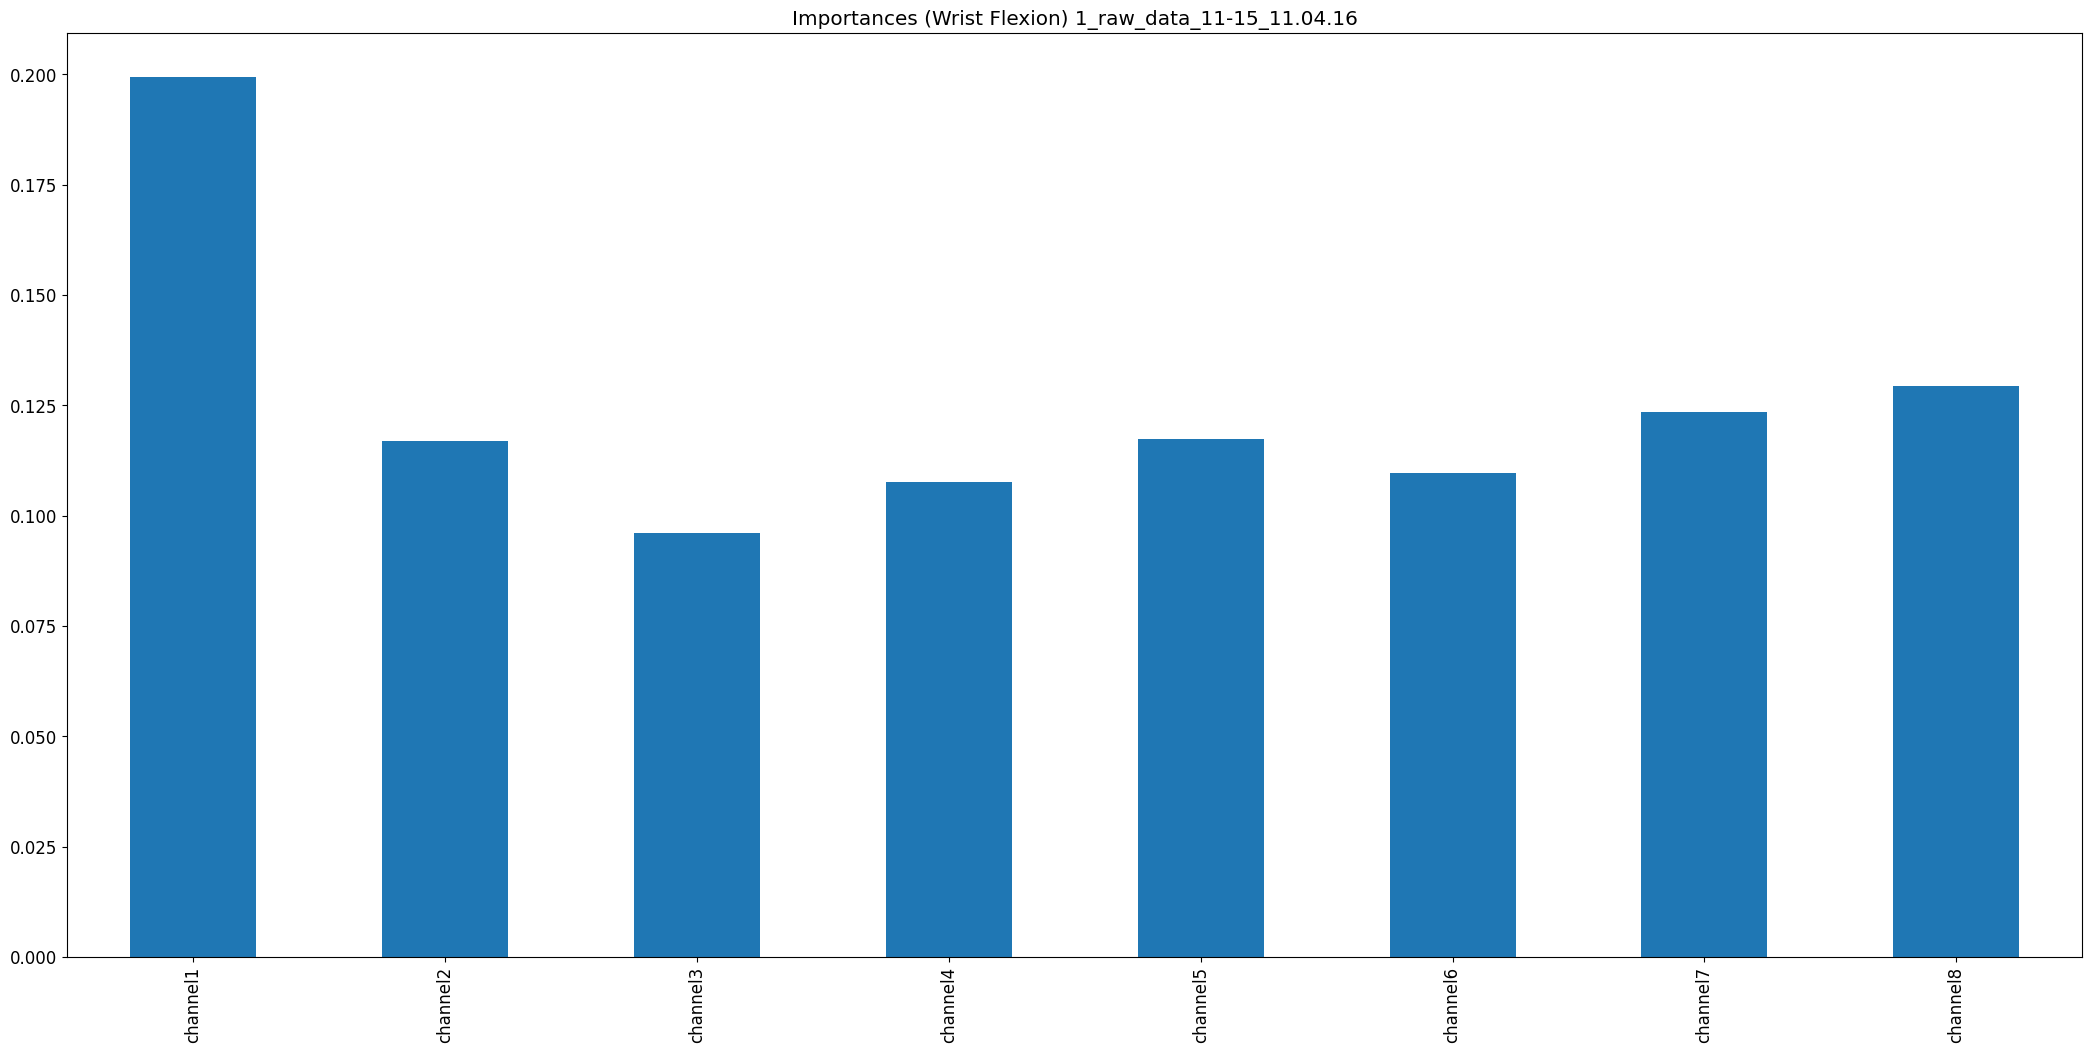 Importances (Wrist Flexion) 1_raw_data_11-15_11.04.16
0.200
0.175
0.150
0.125
0.100
0.075
0.050
0.025
0.000
channel1
channel2
channel3
channel4
channel5
channel6
channel7
channel8